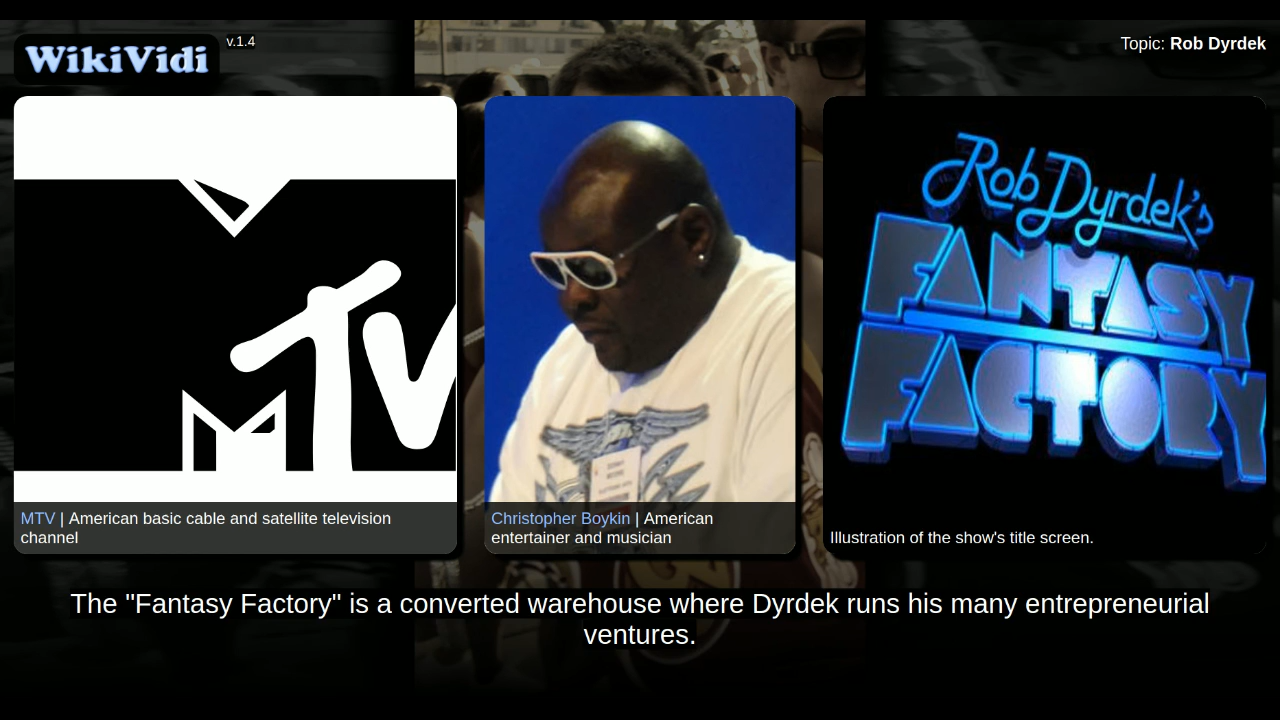 WikiVidi
v.1.4
Topic: Rob Dyrdek
MTV
Rob Dyrdek's
FANTASY
FACTORY
MTV | American basic cable and satellite television
channel
Christopher Boykin | American
entertainer and musician
Illustration of the show's title screen.
The "Fantasy Factory" is a converted warehouse where Dyrdek runs his many entrepreneurial
ventures.